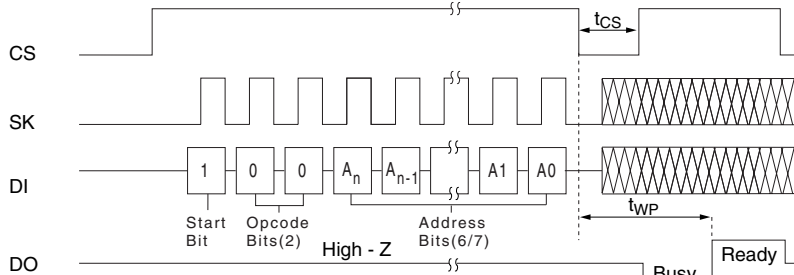 CS
tCS
SK
DI
1 0 0 An An-1 A1 A0
Start Bit
Opcode Bits(2)
Address Bits(6/7)
tWP
DO
High - Z
Busy
Ready